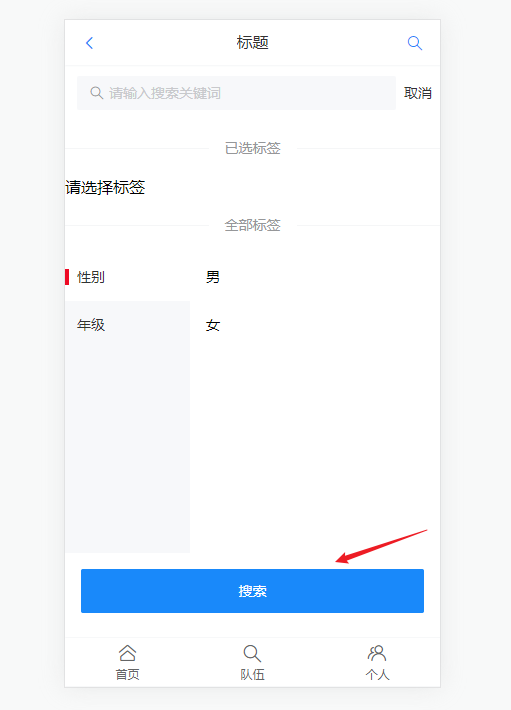 标题
请输入搜索关键词 取消
已选标签
请选择标签
全部标签
性别 男
年级 女
搜索
首页 队伍 个人